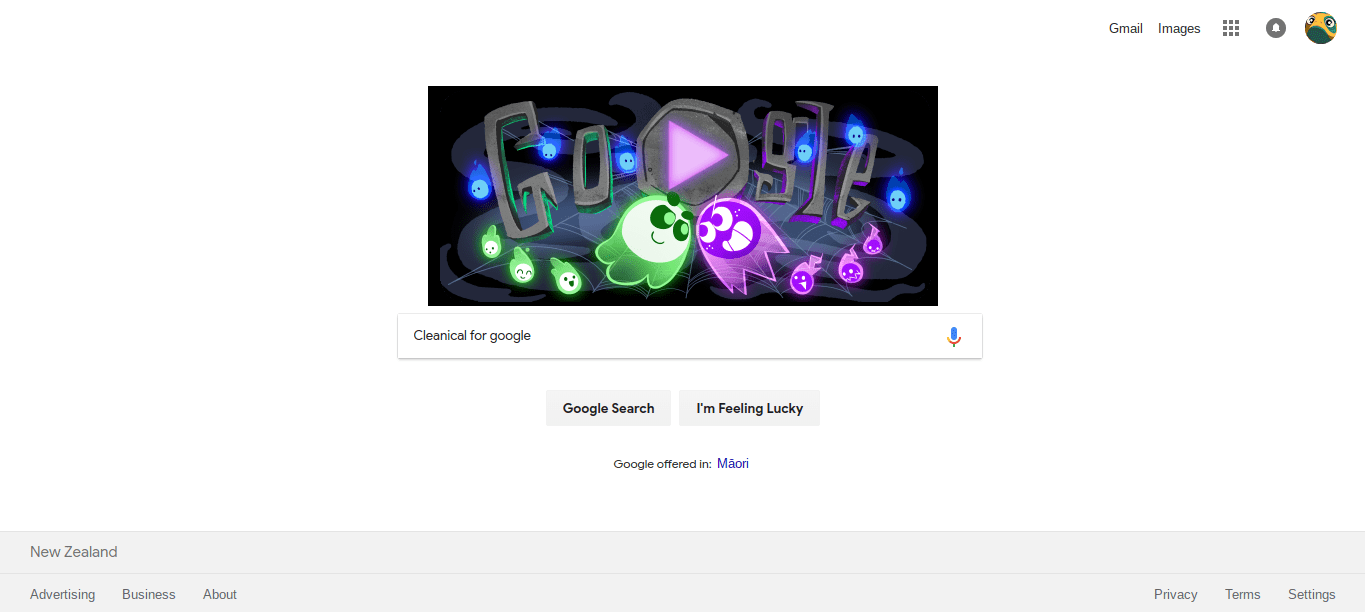 Gmail Images
Google
Cleanical for google
Google Search I'm Feeling Lucky
Google offered in: Māori
New Zealand
Advertising Business About Privacy Terms Settings